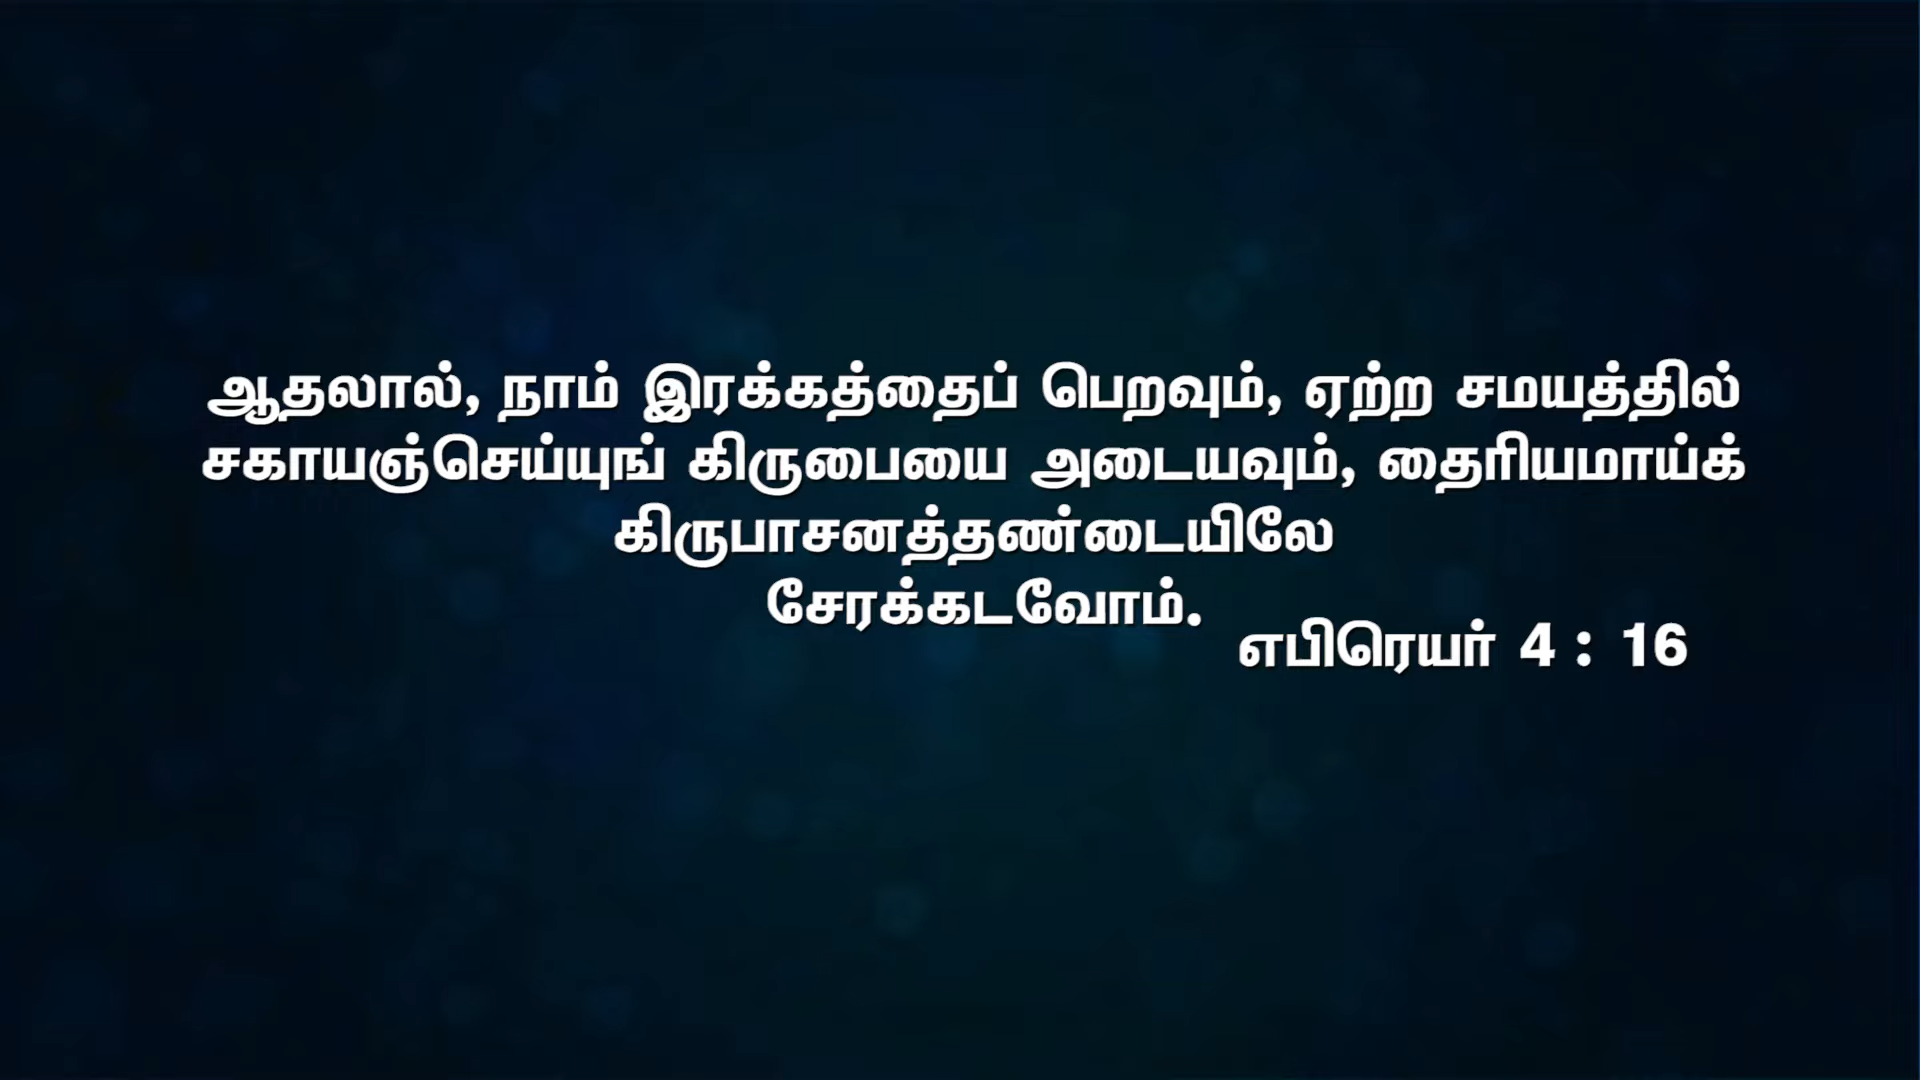 ஆதலால், நாம் இரக்கத்தைப் பெறவும், ஏற்ற சமயத்தில்
சகாயஞ்செய்யுங் கிருபையை அடையவும், தைரியமாய்க்
கிருபாசனத்தண்டையிலே
சேரக்கடவோம்.
எபிரெயர் 4 : 16